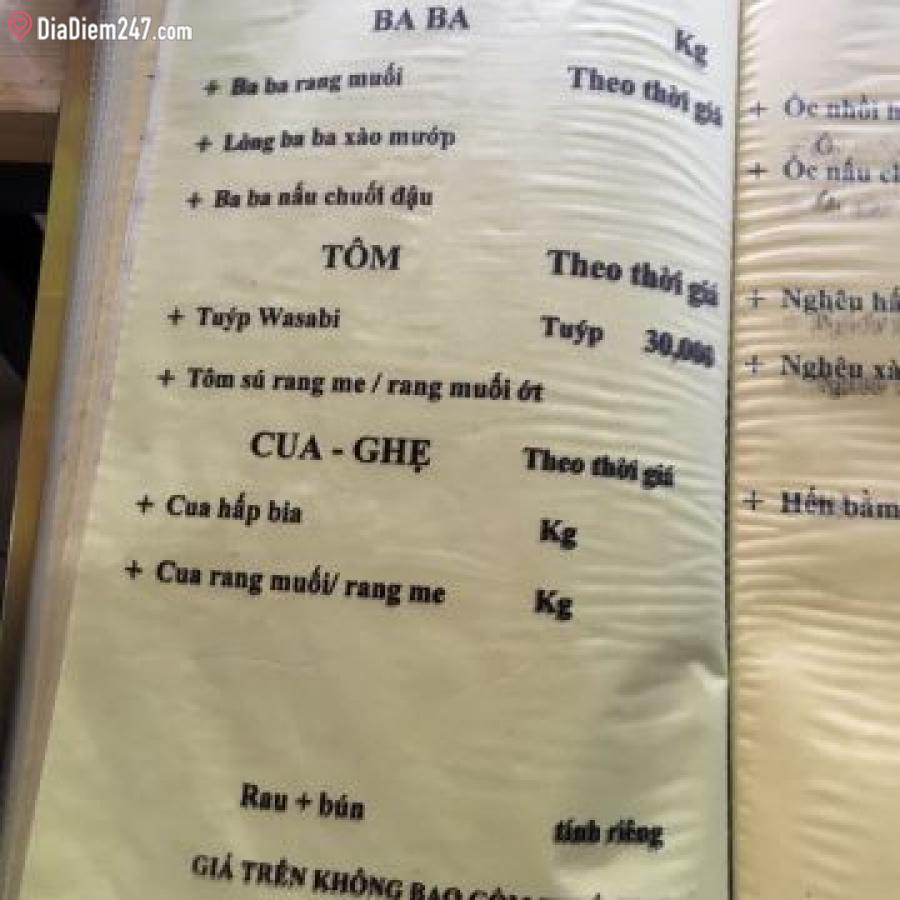 DiaDiem247.com
BA BA
Kg
+ Ba ba rang muối Theo thời giá
+ Lòng ba ba xào mướp
+ Ba ba nấu chuối đậu
TÔM Theo thời giá
+ Tuýp Wasabi Tuýp 30,000
+ Tôm sú rang me / rang muối ớt
CUA - GHẸ Theo thời giá
+ Cua hấp bia Kg
+ Cua rang muối/ rang me Kg
Rau + bún tính riêng
GIÁ TRÊN KHÔNG BAO GỒM
+ Ốc nhồi
+ Ốc nấu
+ Nghêu
+ Nghêu
+ Hến bằm